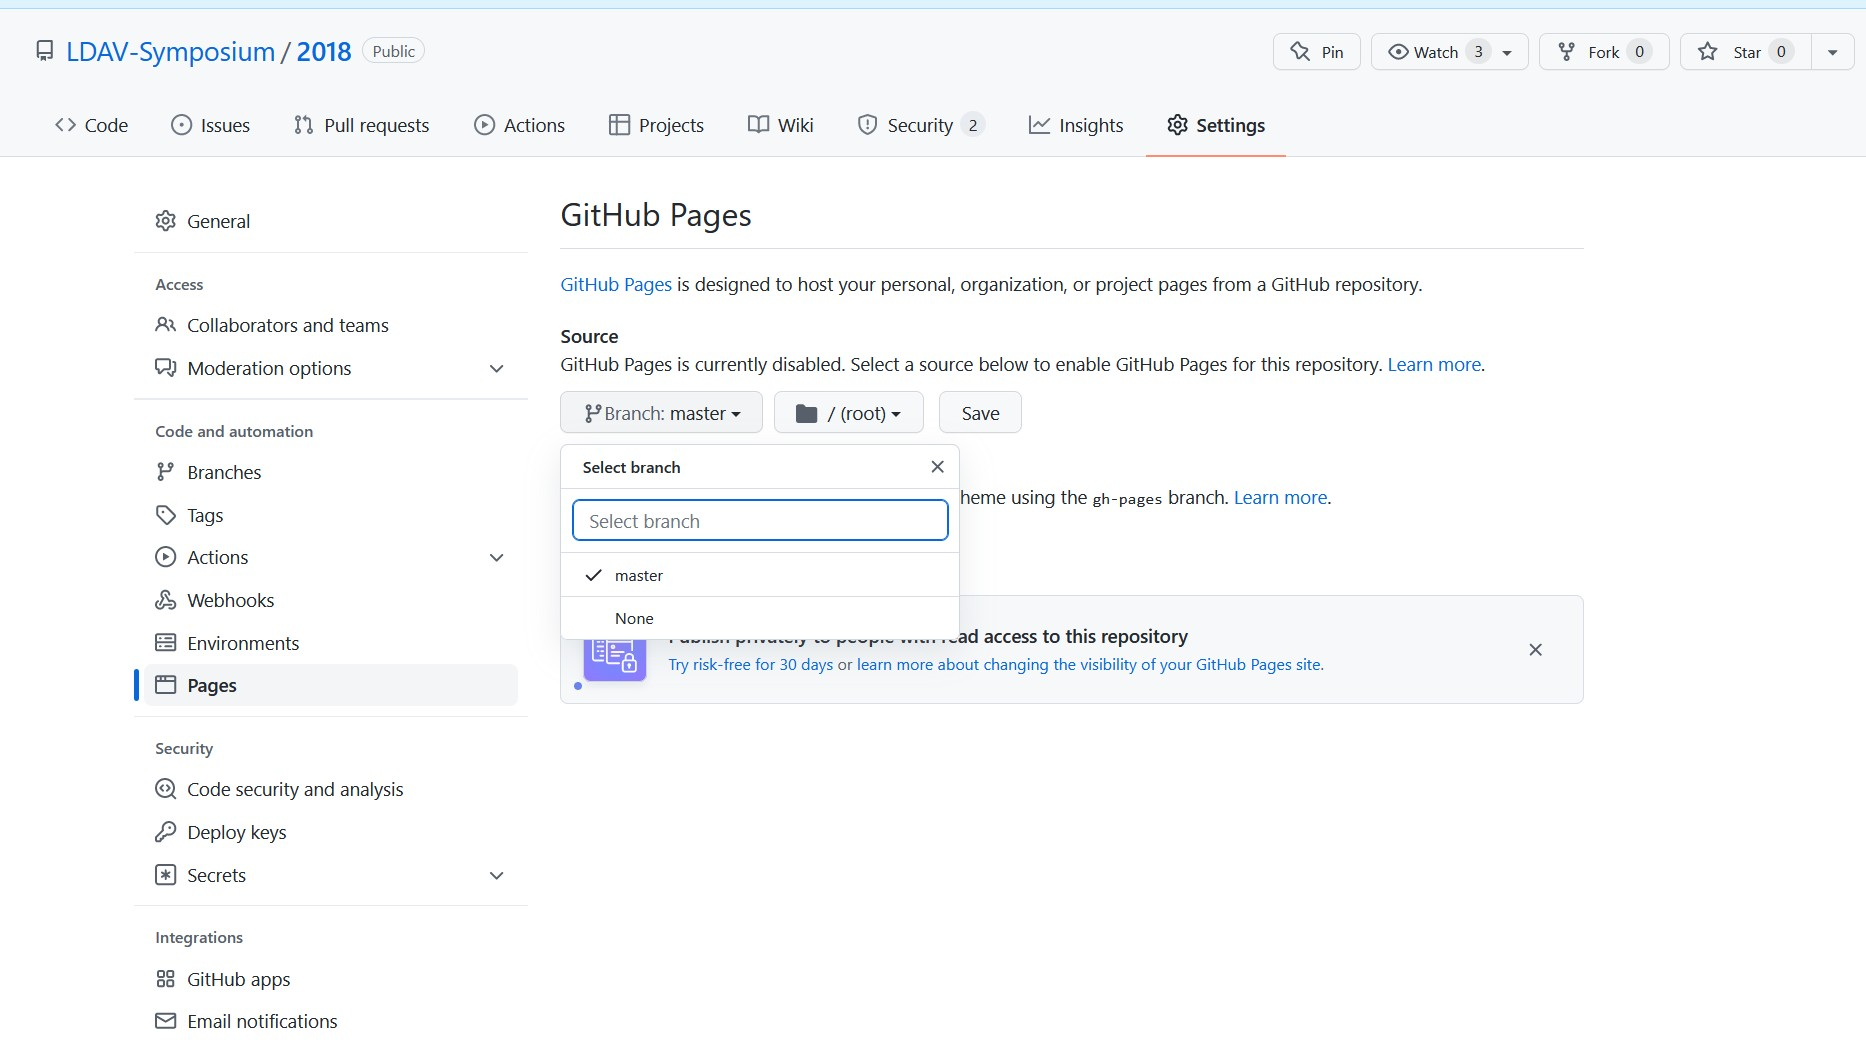 LDAV-Symposium / 2018 Public
Pin
Watch 3
Fork 0
Star 0
Code
Issues
Pull requests
Actions
Projects
Wiki
Security 2
Insights
Settings
General
Access
Collaborators and teams
Moderation options
Code and automation
Branches
Tags
Actions
Webhooks
Environments
Pages
Security
Code security and analysis
Deploy keys
Secrets
Integrations
GitHub apps
Email notifications
GitHub Pages
GitHub Pages is designed to host your personal, organization, or project pages from a GitHub repository.
Source
GitHub Pages is currently disabled. Select a source below to enable GitHub Pages for this repository. Learn more.
Branch: master
/ (root)
Save
Select branch
Select branch
master
None
heme using the gh-pages branch. Learn more.
Publish privately to people with read access to this repository
Try risk-free for 30 days or learn more about changing the visibility of your GitHub Pages site.